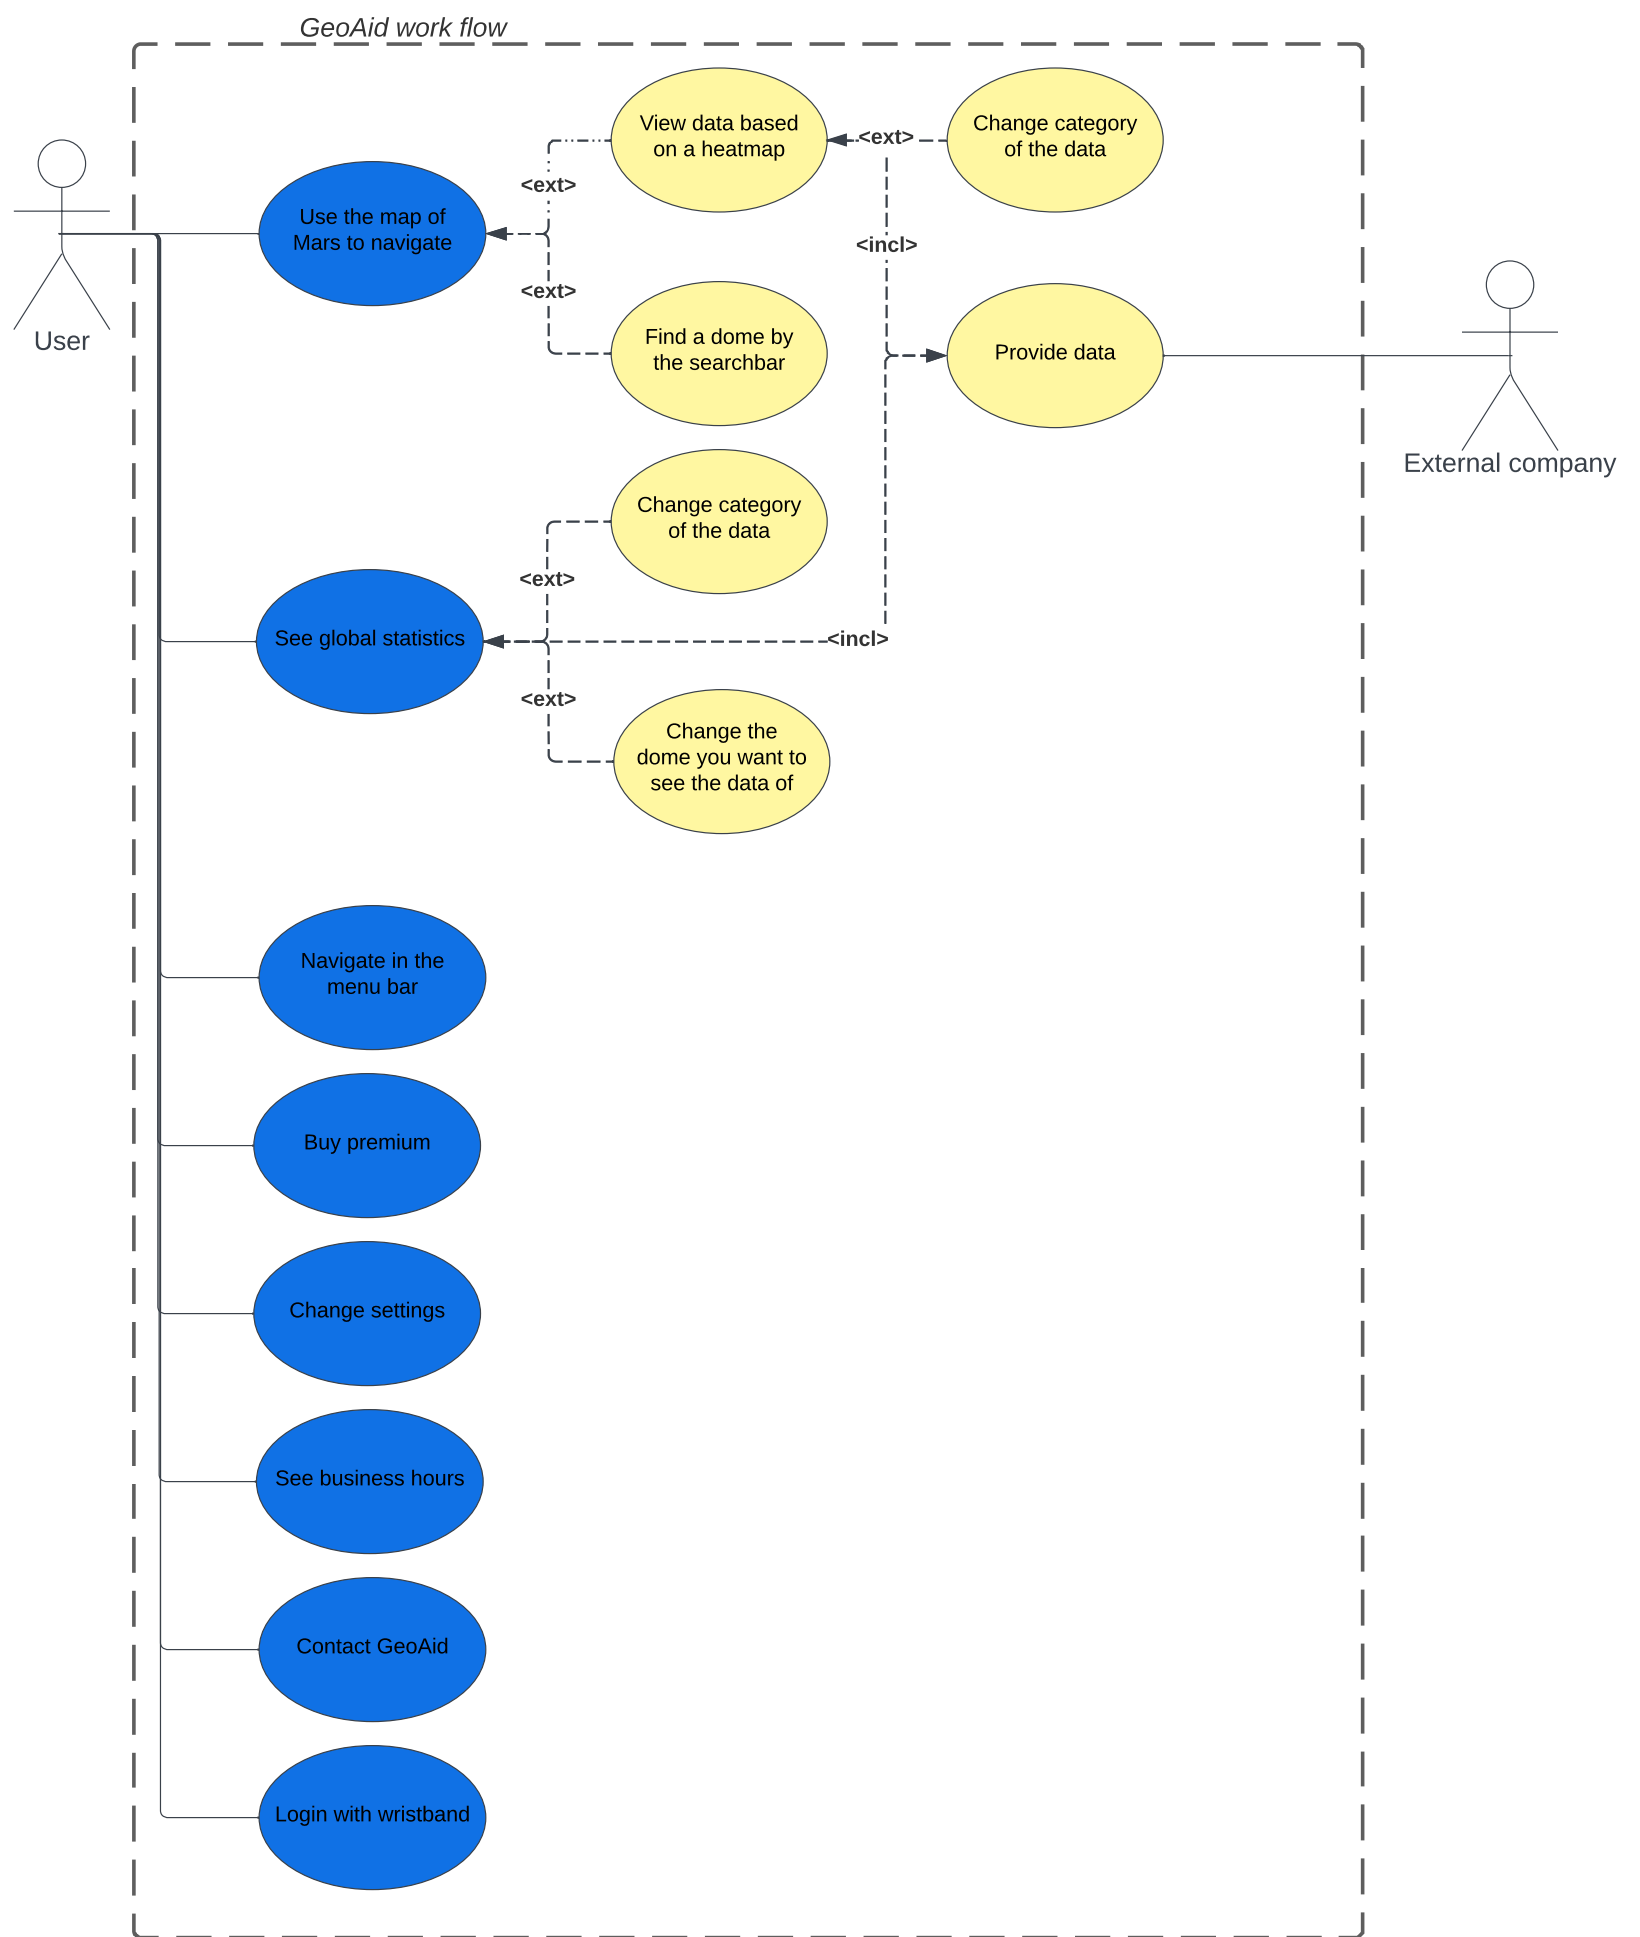 GeoAid work flow
View data based
on a heatmap
<ext>
Change category
of the data
<ext>
Use the map of
Mars to navigate
<incl>
<ext>
User
Find a dome by
the searchbar
Provide data
External company
Change category
of the data
<ext>
See global statistics
<incl>
<ext>
Change the
dome you want to
see the data of
Navigate in the
menu bar
Buy premium
Change settings
See business hours
Contact GeoAid
Login with wristband